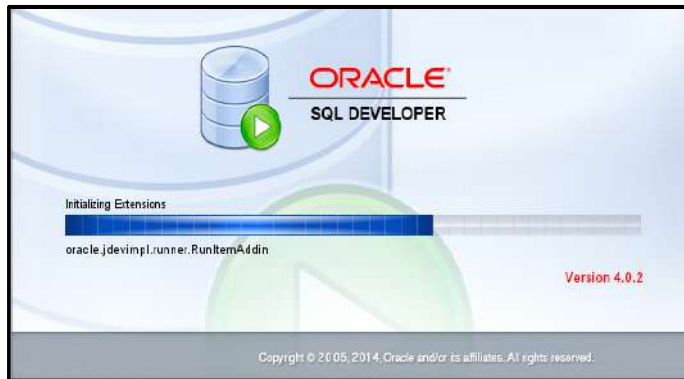 ORACLE
SQL DEVELOPER
Initializing Extensions
oracle.jdevimpl.runner.RunItemAddin
Version 4.0.2
Copyright © 2005, 2014, Oracle and/or its affiliates. All rights reserved.